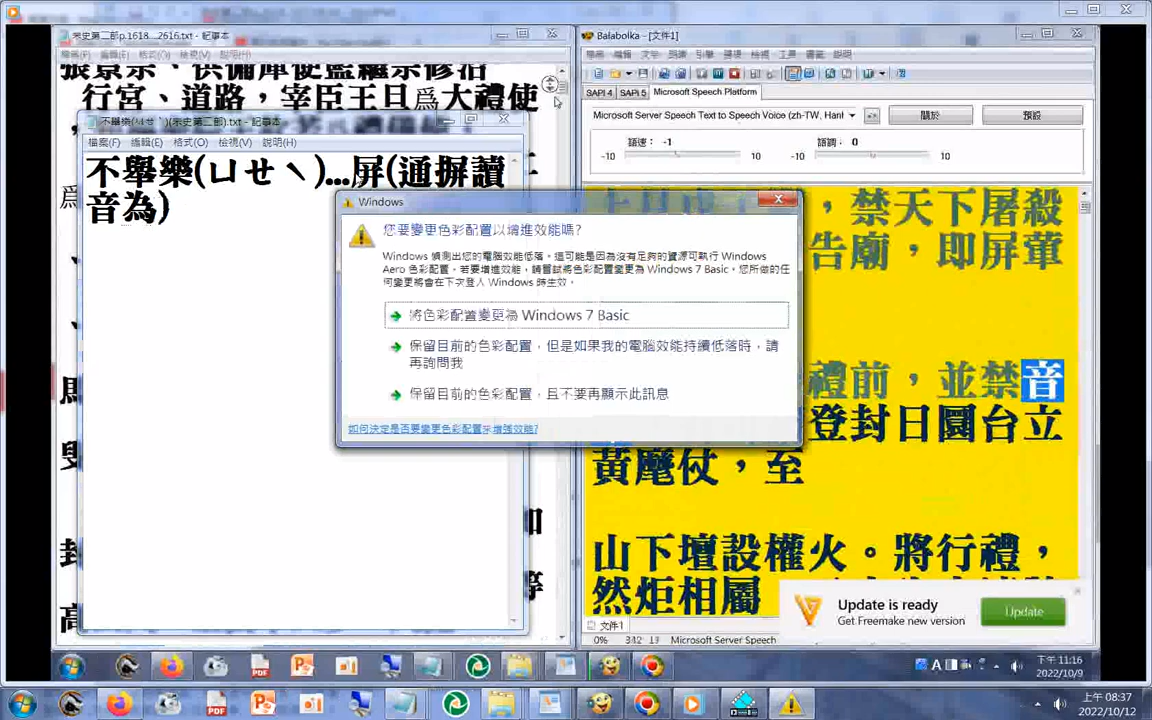 宋史第二部p.1618...2616.txt - 記事本
檔案(F) 編輯(E) 格式(O) 檢視(V) 說明(H)
行宮、道路，宰臣王旦爲大禮使
不舉樂(ㄩㄝˋ)(宋史第二部).txt - 記事本
檔案(F) 編輯(E) 格式(O) 檢視(V) 說明(H)
不舉樂(ㄩㄝˋ)...屏(通摒讀
音為)
Balabolka - [文件1]
SAPI 4 SAPI 5 Microsoft Speech Platform
Microsoft Server Speech Text to Speech Voice (zh-TW, Han
關於
預設
語速： -1
語調： 0
-10 10 -10 10
，禁天下屠殺
告廟，即屏葷
禮前，並禁音
登封日圜台立
黃麾仗，至
山下壇設權火。將行禮，
然炬相屬
文件1
0% Microsoft Server Speech
Windows
您要變更色彩配置以增進效能嗎?
Windows 偵測出您的電腦效能低落。這可能是因為沒有足夠的資源可執行 Windows
Aero 色彩配置。若要增進效能，請嘗試將色彩配置變更為 Windows 7 Basic。您所做的任
何變更將會在下次登入 Windows 時生效。
將色彩配置變更為 Windows 7 Basic
保留目前的色彩配置，但是如果我的電腦效能持續低落時，請
再詢問我
保留目前的色彩配置，且不要再顯示此訊息
如何決定是否要變更色彩配置來增強效能?
Update is ready
Get Freemake new version
Update
下午 11:16
2022/10/9
上午 08:37
2022/10/12